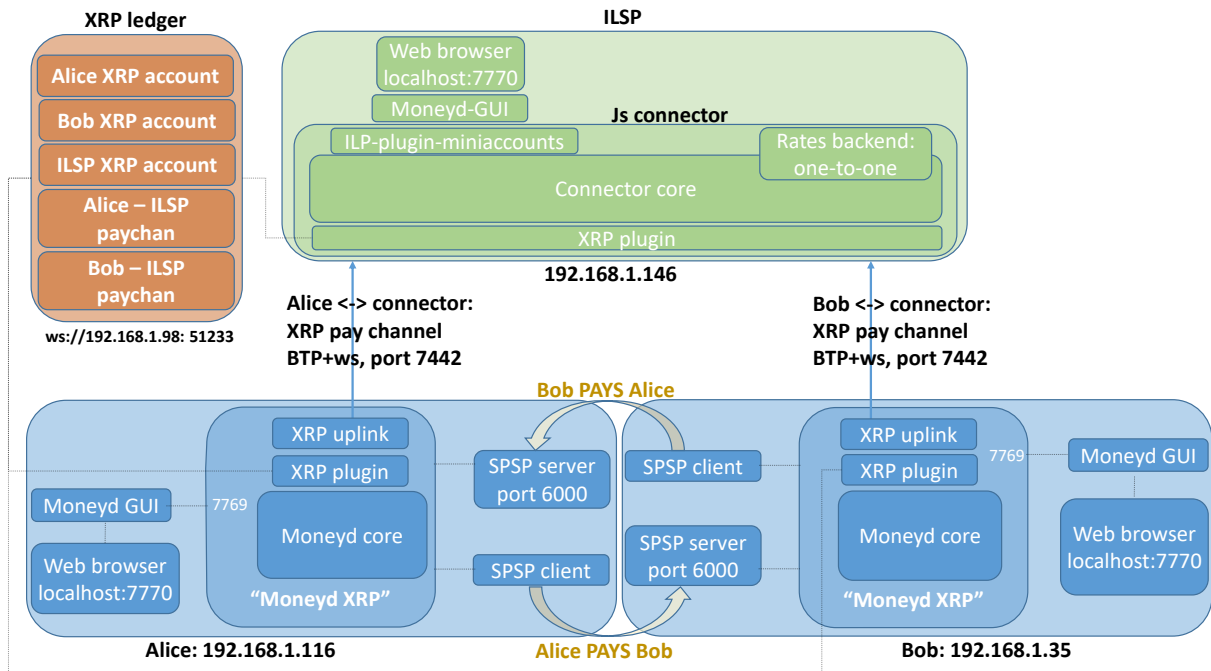 XRP ledger
Alice XRP account
Bob XRP account
ILSP XRP account
Alice – ILSP
paychan
Bob – ILSP
paychan
ws://192.168.1.98: 51233
ILSP
Web browser
localhost:7770
Moneyd-GUI
Js connector
ILP-plugin-miniaccounts
Rates backend:
one-to-one
Connector core
XRP plugin
192.168.1.146
Alice <-> connector:
XRP pay channel
BTP+ws, port 7442
Bob <-> connector:
XRP pay channel
BTP+ws, port 7442
Bob PAYS Alice
XRP uplink
XRP plugin
7769
Moneyd GUI
Moneyd core
Web browser
localhost:7770
"Moneyd XRP"
SPSP server
port 6000
SPSP client
Alice: 192.168.1.116
SPSP client
SPSP server
port 6000
XRP uplink
XRP plugin
7769
Moneyd GUI
Moneyd core
Web browser
localhost:7770
"Moneyd XRP"
Alice PAYS Bob
Bob: 192.168.1.35